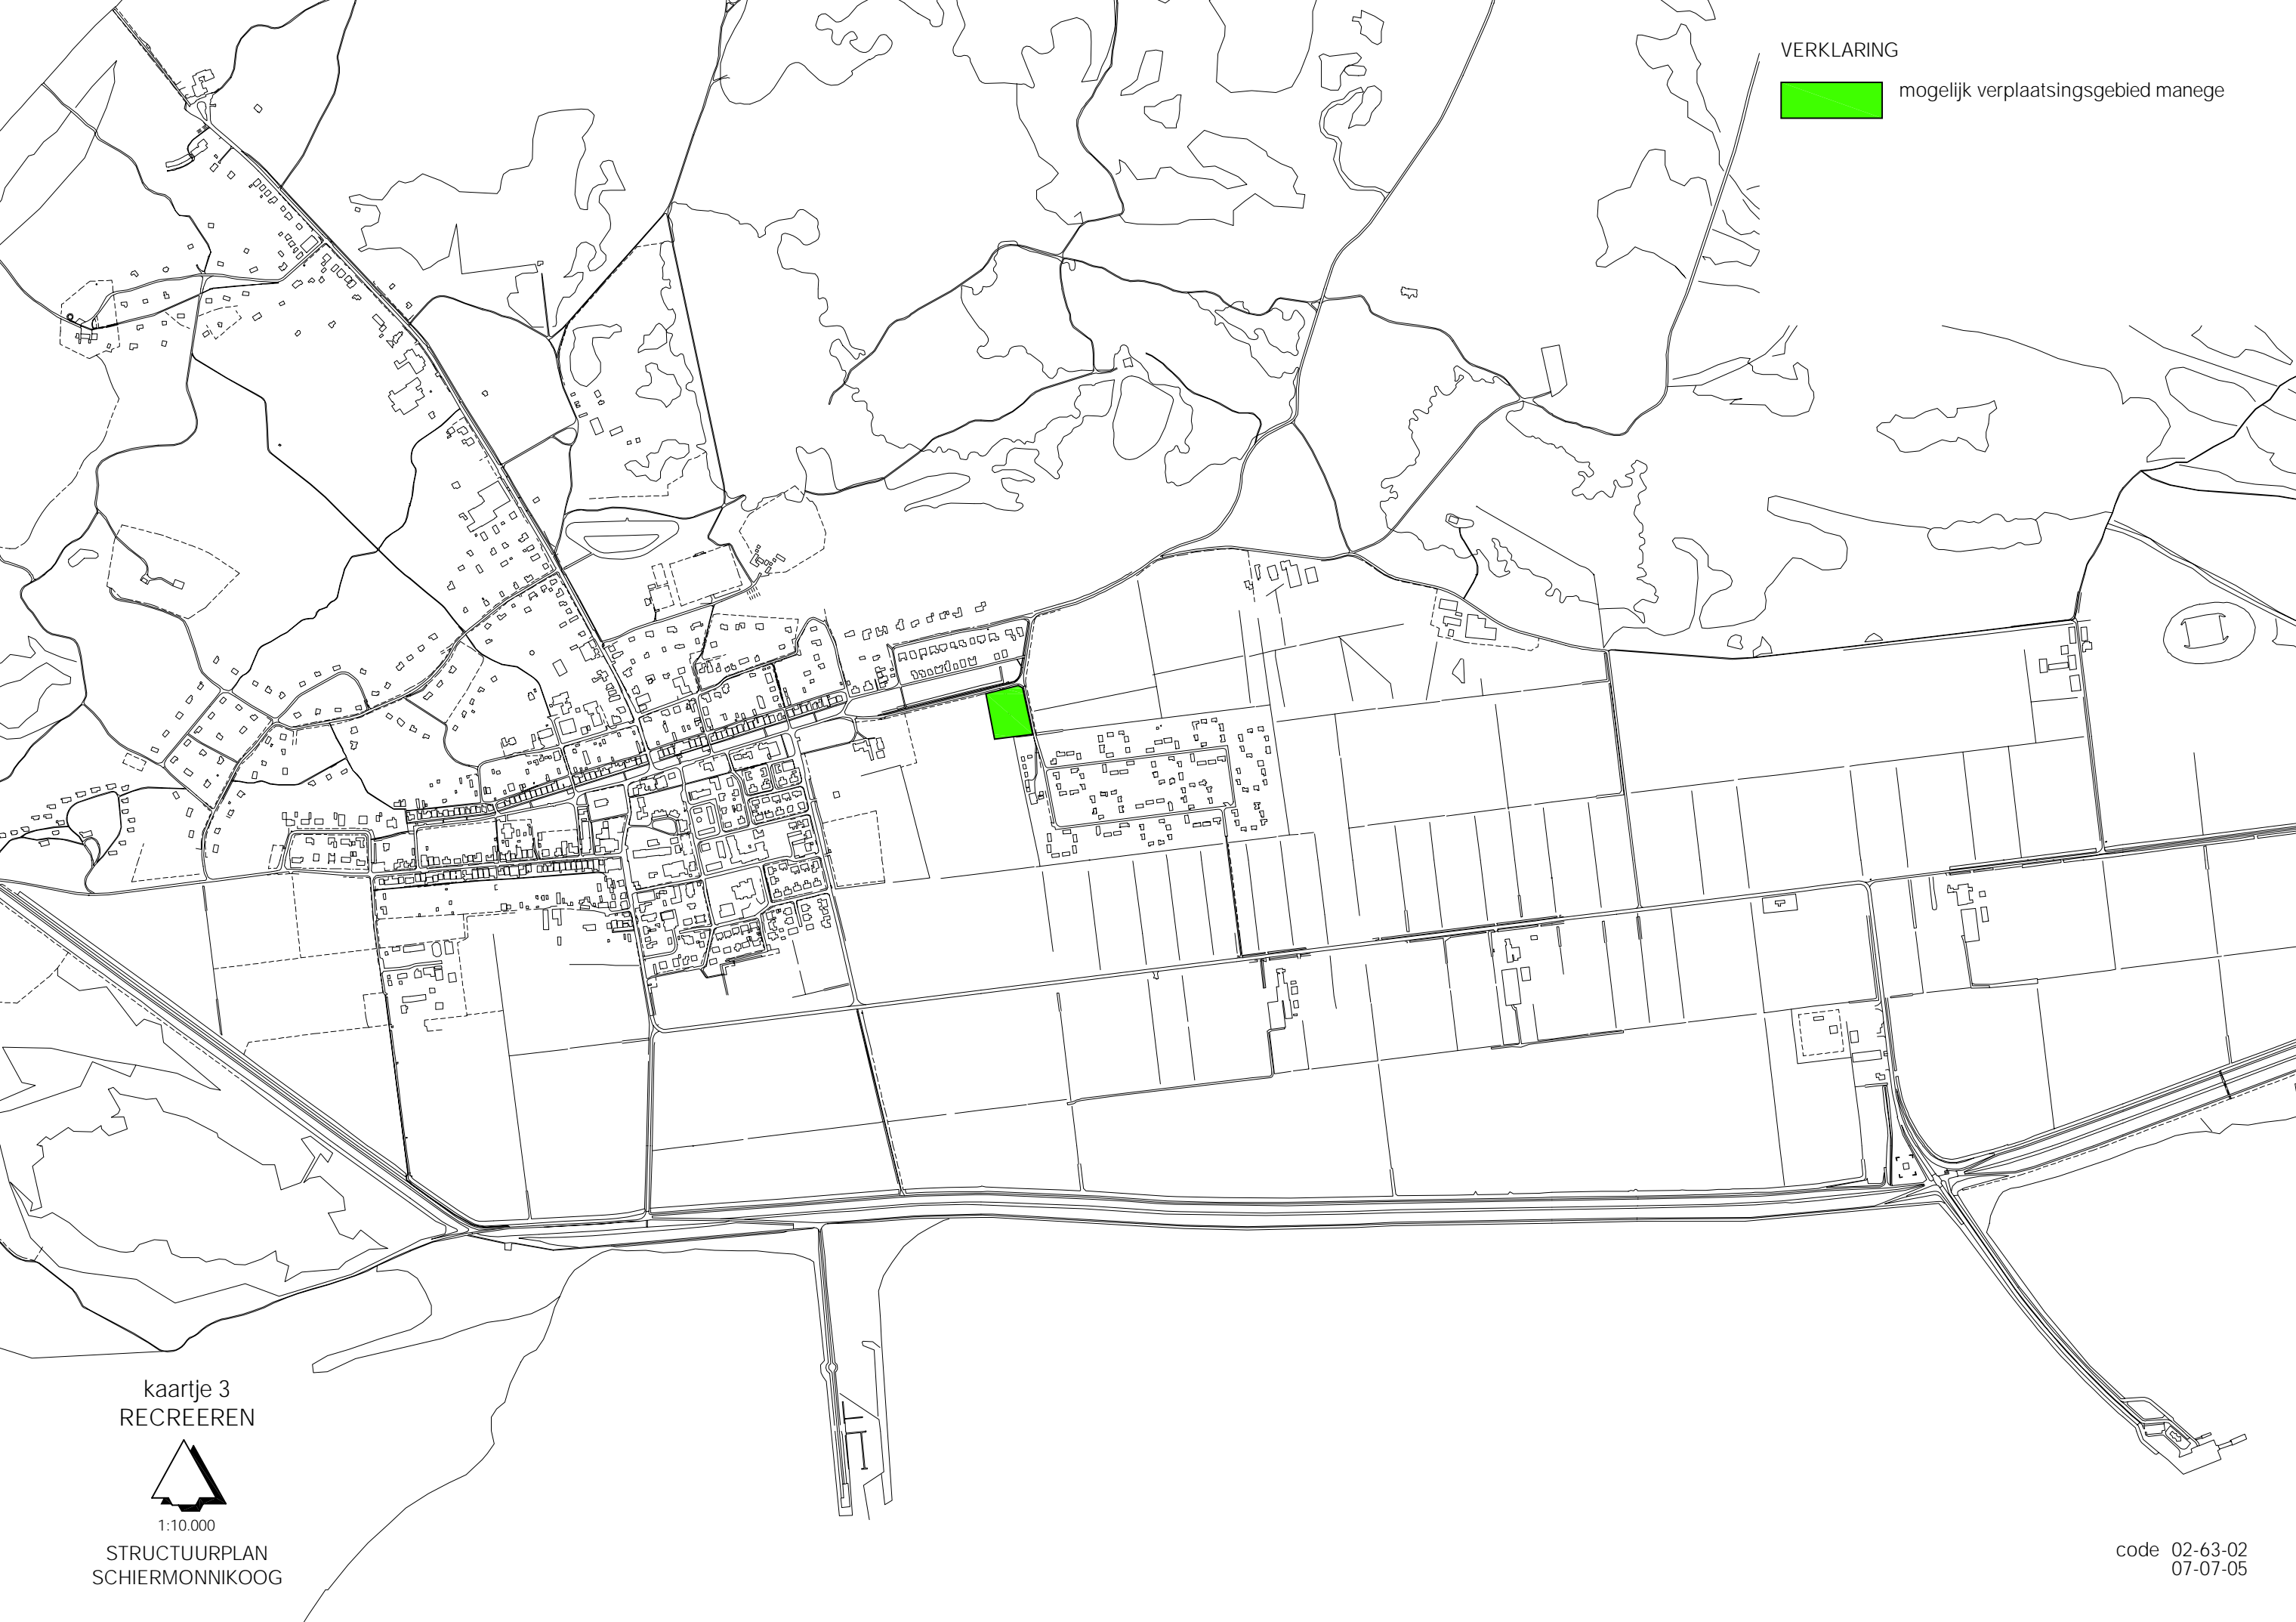 VERKLARING
mogelijk verplaatsingsgebied manege
kaartje 3
RECREEREN
1:10.000
STRUCTUURPLAN
SCHIERMONNIKOOG
code 02-63-02
07-07-05